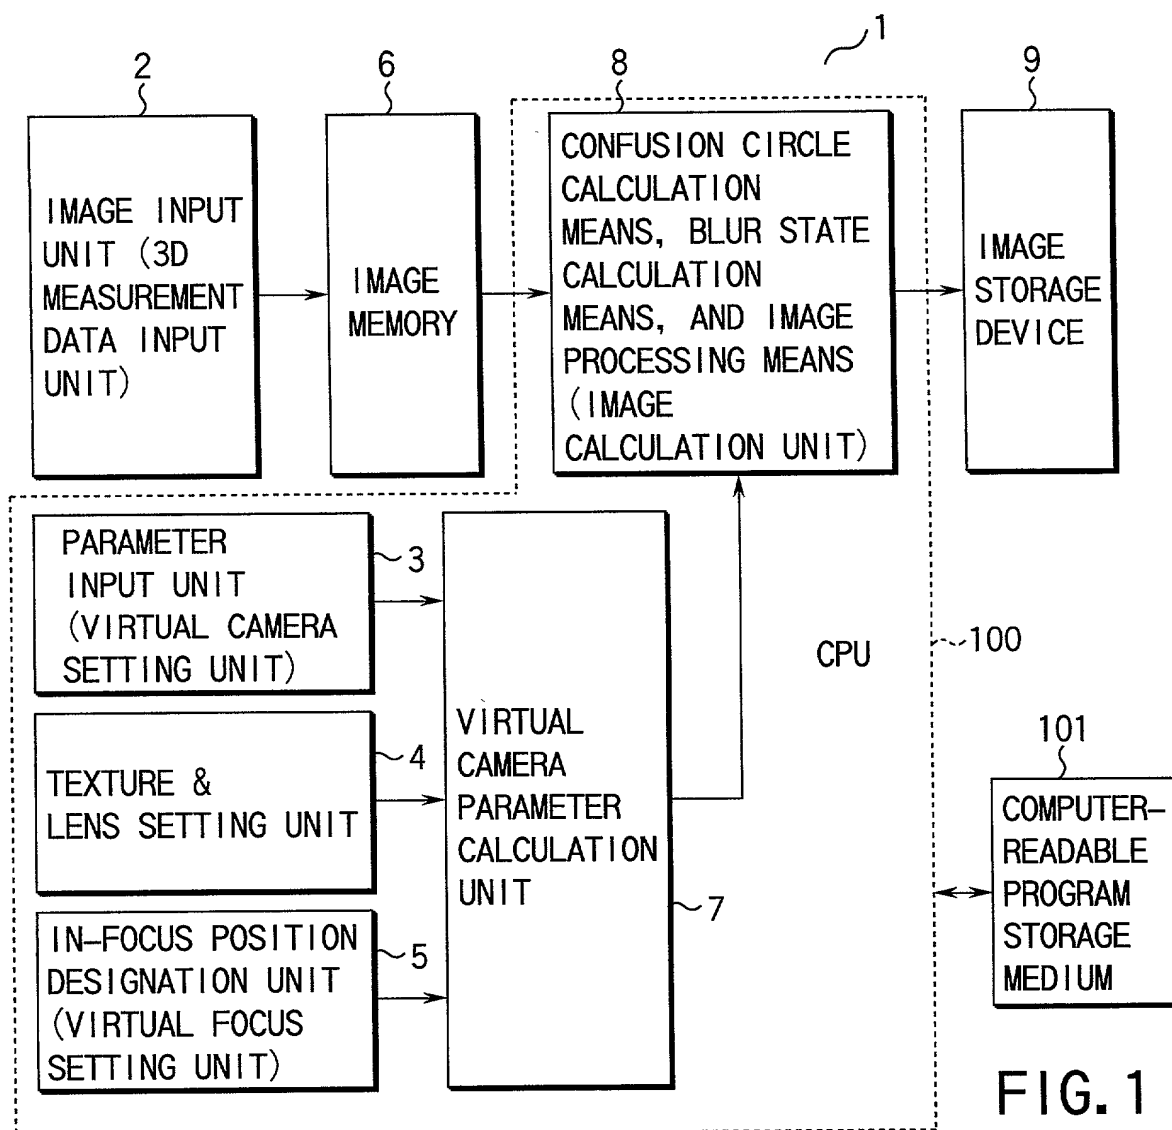 1
2
IMAGE INPUT
UNIT (3D
MEASUREMENT
DATA INPUT
UNIT)
6
IMAGE
MEMORY
8
CONFUSION CIRCLE
CALCULATION
MEANS, BLUR STATE
CALCULATION
MEANS, AND IMAGE
PROCESSING MEANS
(IMAGE
CALCULATION UNIT)
9
IMAGE
STORAGE
DEVICE
PARAMETER
INPUT UNIT
(VIRTUAL CAMERA
SETTING UNIT)
3
TEXTURE &
LENS SETTING UNIT
4
IN-FOCUS POSITION
DESIGNATION UNIT
(VIRTUAL FOCUS
SETTING UNIT)
5
VIRTUAL
CAMERA
PARAMETER
CALCULATION
UNIT
7
CPU
100
101
COMPUTER-
READABLE
PROGRAM
STORAGE
MEDIUM
FIG. 1